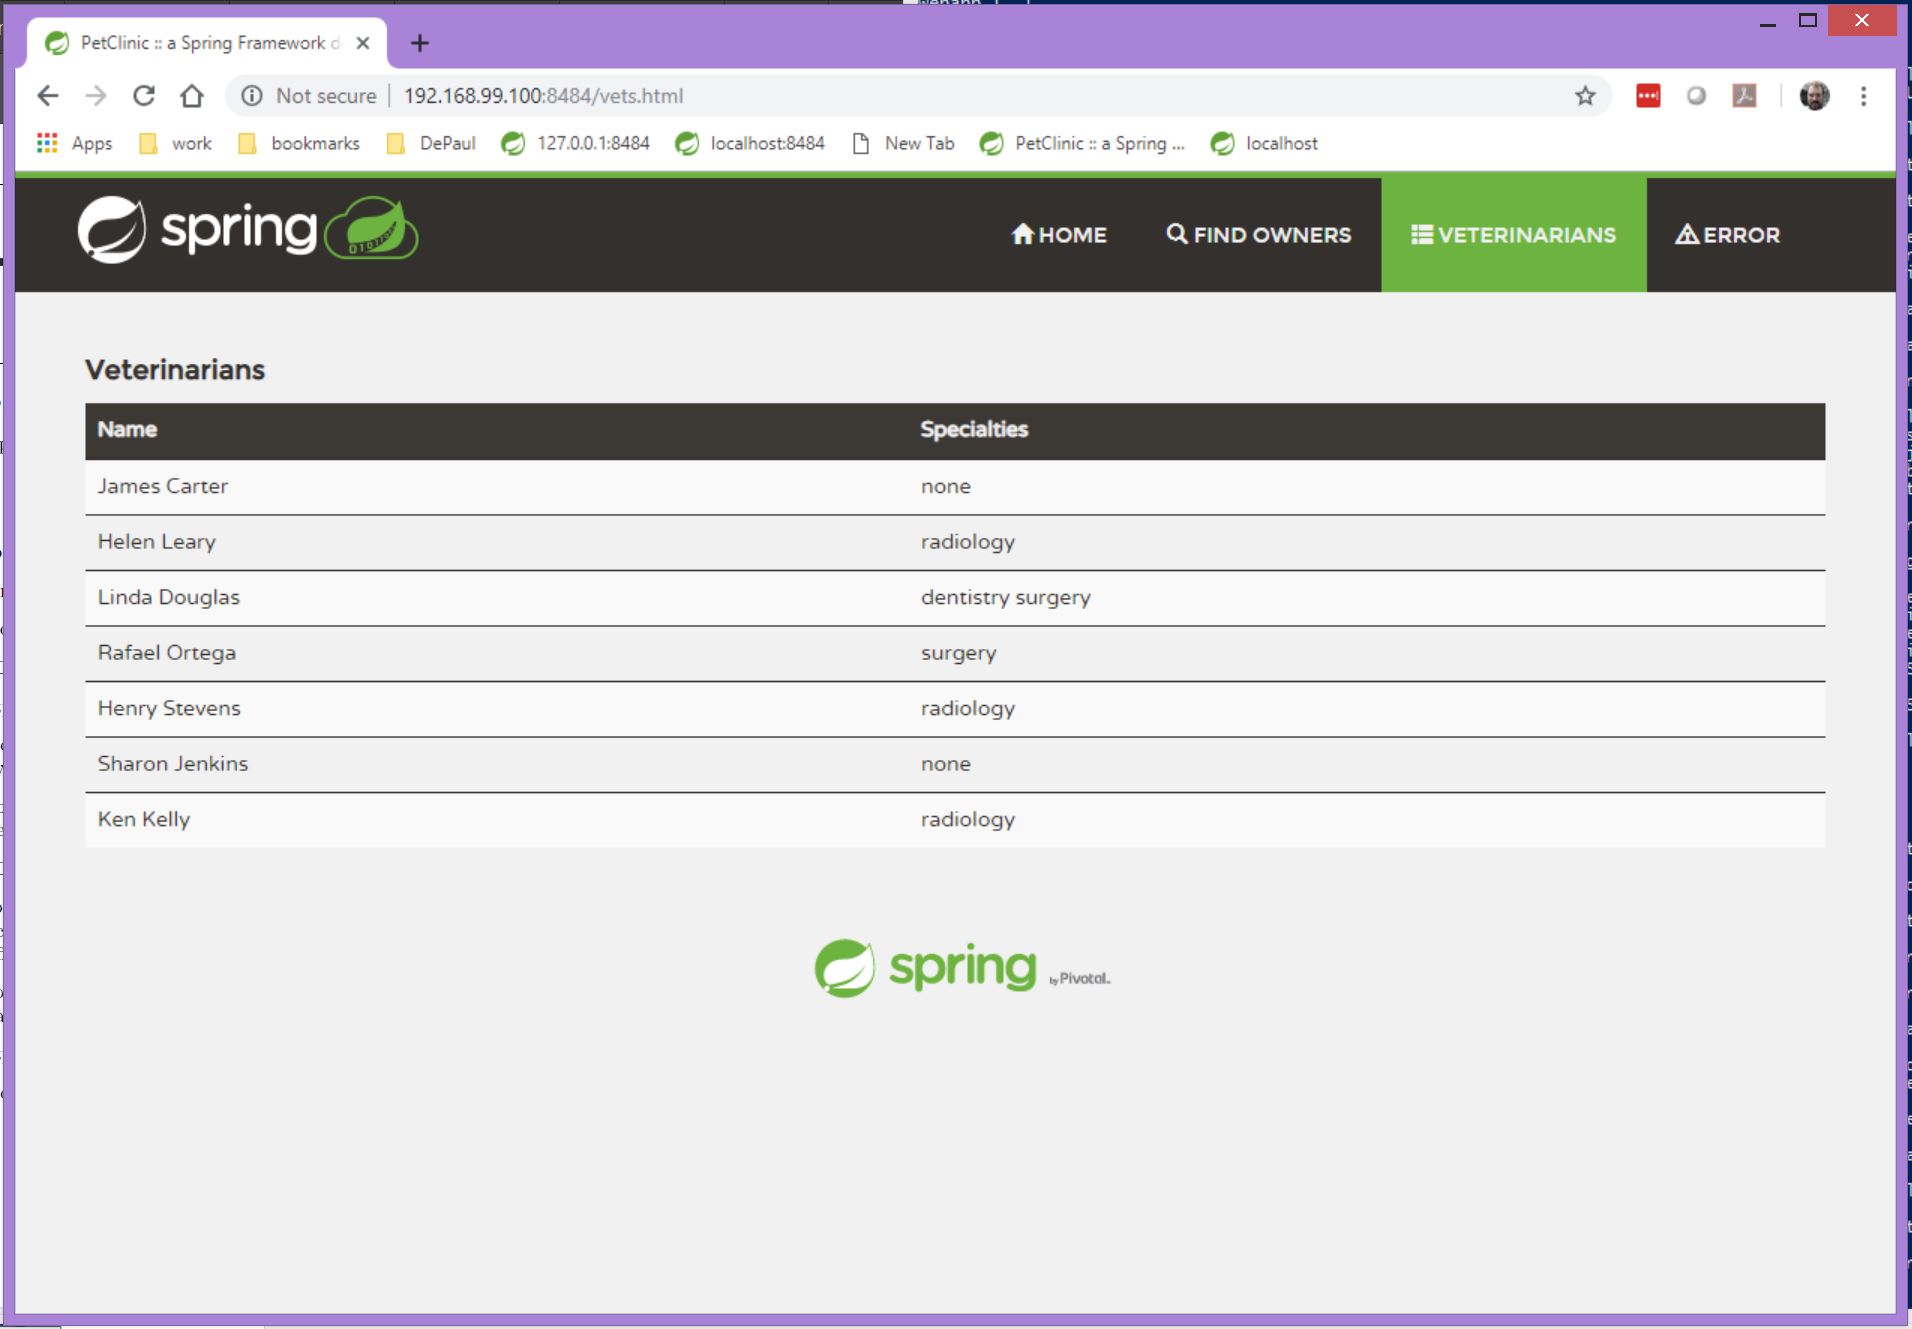 PetClinic :: a Spring Framework d
Not secure 192.168.99.100:8484/vets.html
Apps work bookmarks DePaul 127.0.0.1:8484 localhost:8484 New Tab PetClinic :: a Spring ... localhost
spring HOME FIND OWNERS VETERINARIANS ERROR
Veterinarians
Name Specialties
James Carter none
Helen Leary radiology
Linda Douglas dentistry surgery
Rafael Ortega surgery
Henry Stevens radiology
Sharon Jenkins none
Ken Kelly radiology
spring by Pivotal